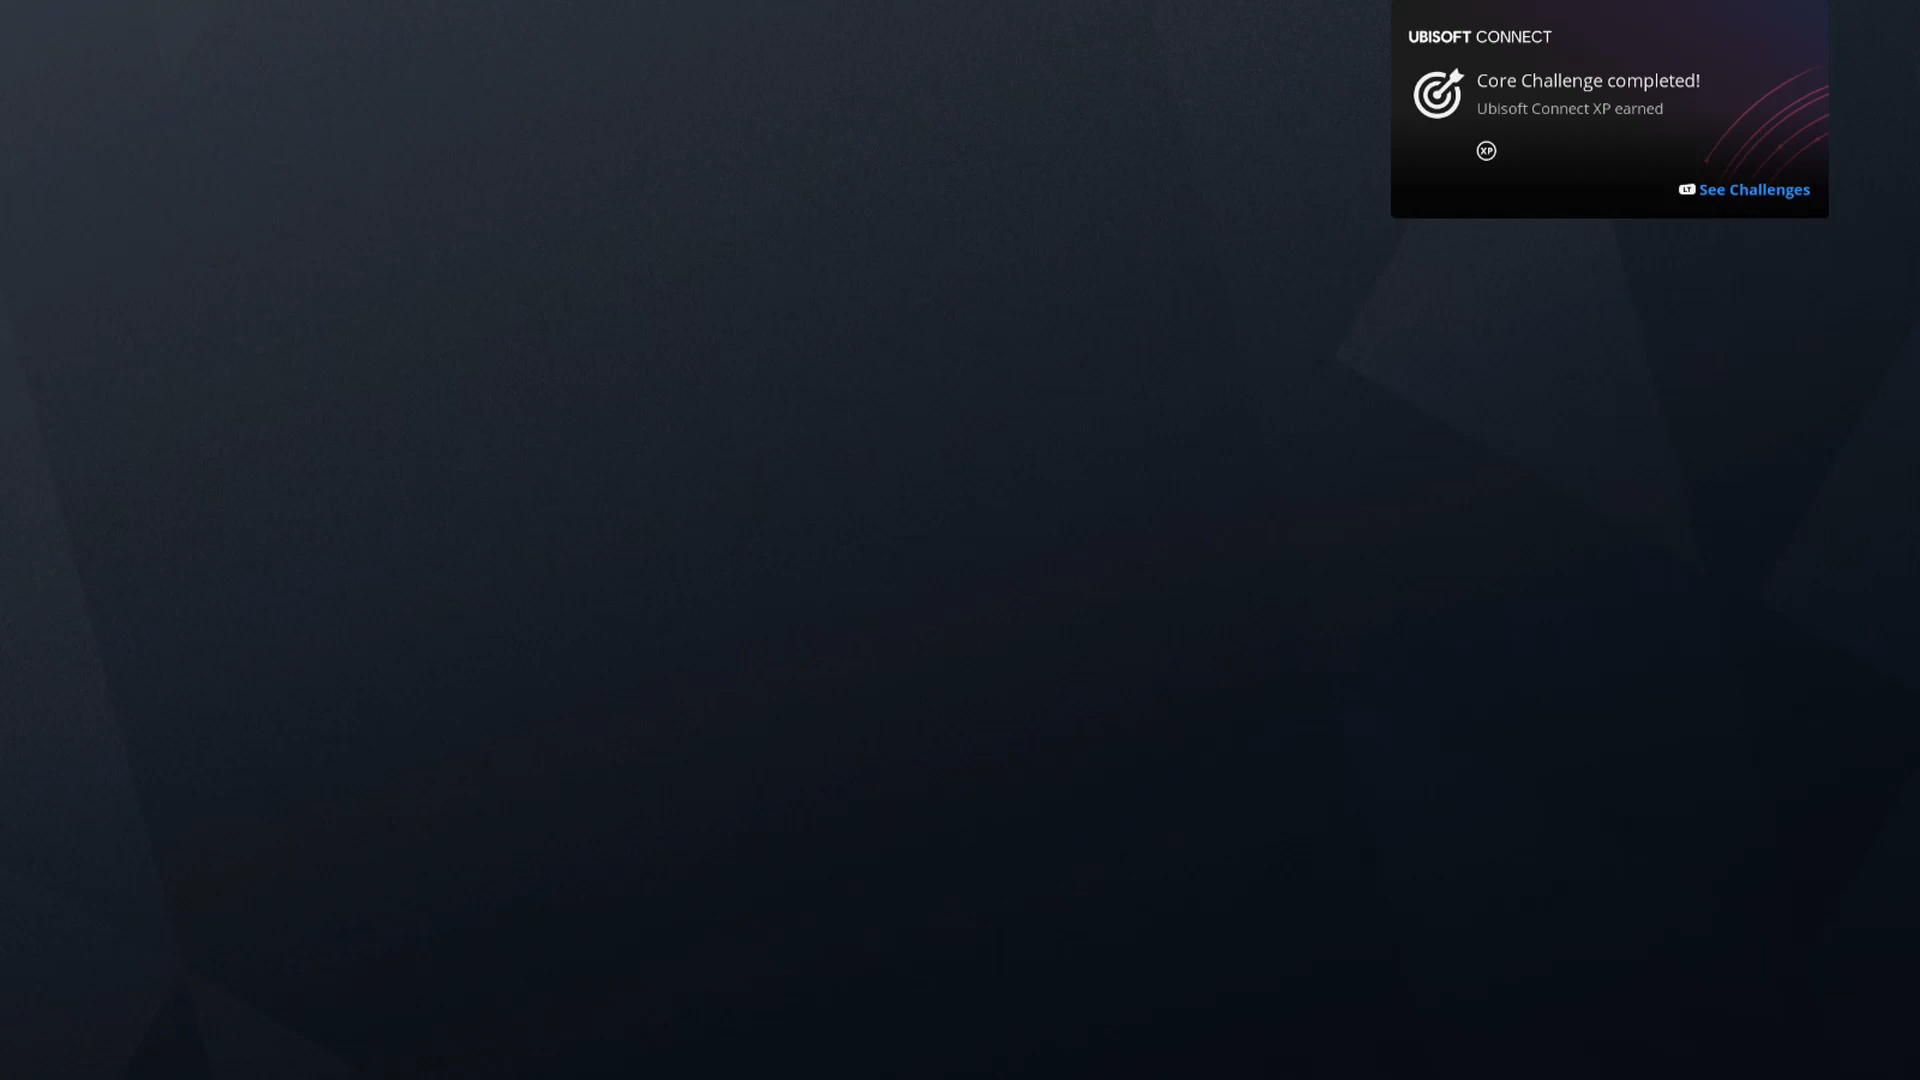 UBISOFT CONNECT
Core Challenge completed!
Ubisoft Connect XP earned
XP
LT See Challenges